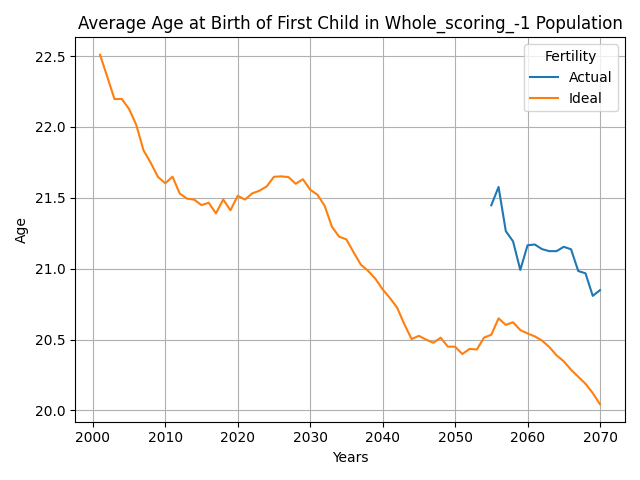 Average Age at Birth of First Child in Whole_scoring_-1 Population
Fertility
Actual
Ideal
22.5
22.0
21.5
21.0
20.5
20.0
Age
2000 2010 2020 2030 2040 2050 2060 2070
Years